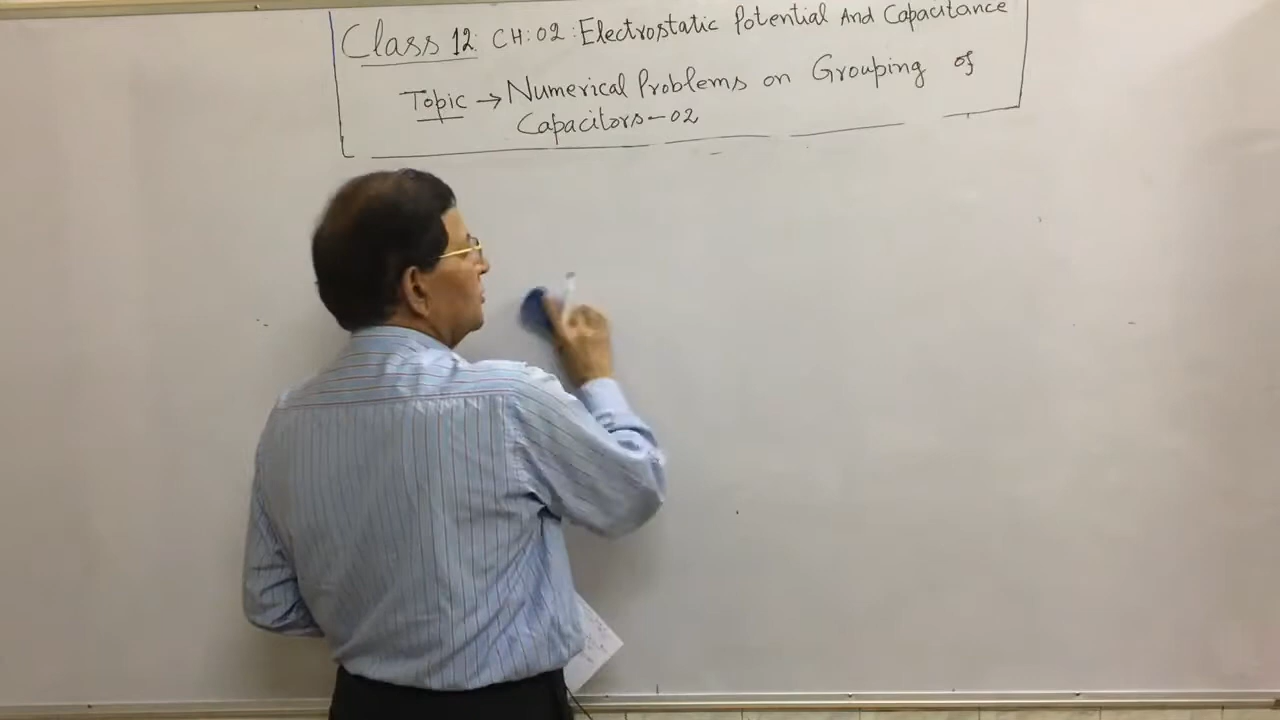 Class 12: CH:02: Electrostatic Potential And Capacitance
Topic → Numerical Problems on Grouping of
Capacitors-02